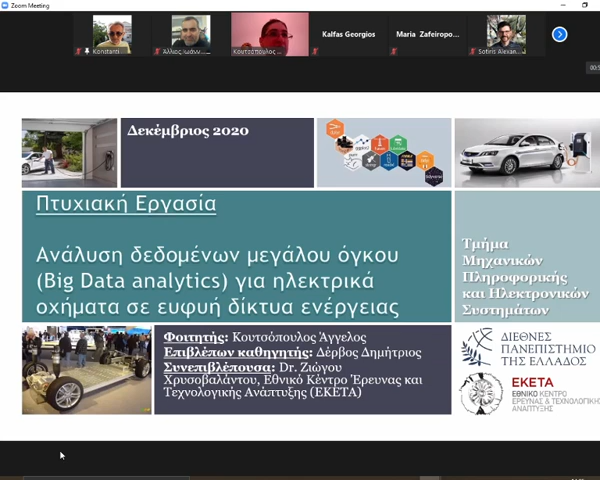 Zoom Meeting
Konstanti
Άλλιος Ιωάνν...
Κουτσόπουλος ...
Kalfas Georgios
Maria Zafeiropo...
Sotiris Alexan...
Δεκέμβριος 2020
Πτυχιακή Εργασία
Ανάλυση δεδομένων μεγάλου όγκου
(Big Data analytics) για ηλεκτρικά
οχήματα σε ευφυή δίκτυα ενέργειας
Τμήμα
Μηχανικών
Πληροφορικής
και Ηλεκτρονικών
Συστημάτων
Φοιτητής: Κουτσόπουλος Άγγελος
Επιβλέπων καθηγητής: Δέρβος Δημήτριος
Συνεπιβλέπουσα: Dr. Ζιώγου
Χρυσοβαλάντου, Εθνικό Κέντρο Έρευνας και
Τεχνολογικής Ανάπτυξης (ΕΚΕΤΑ)
ΔΙΕΘΝΕΣ
ΠΑΝΕΠΙΣΤΗΜΙΟ
ΤΗΣ ΕΛΛΑΔΟΣ
ΕΚΕΤΑ
ΕΘΝΙΚΟ ΚΕΝΤΡΟ
ΕΡΕΥΝΑΣ & ΤΕΧΝΟΛΟΓΙΚΗΣ
ΑΝΑΠΤΥΞΗΣ